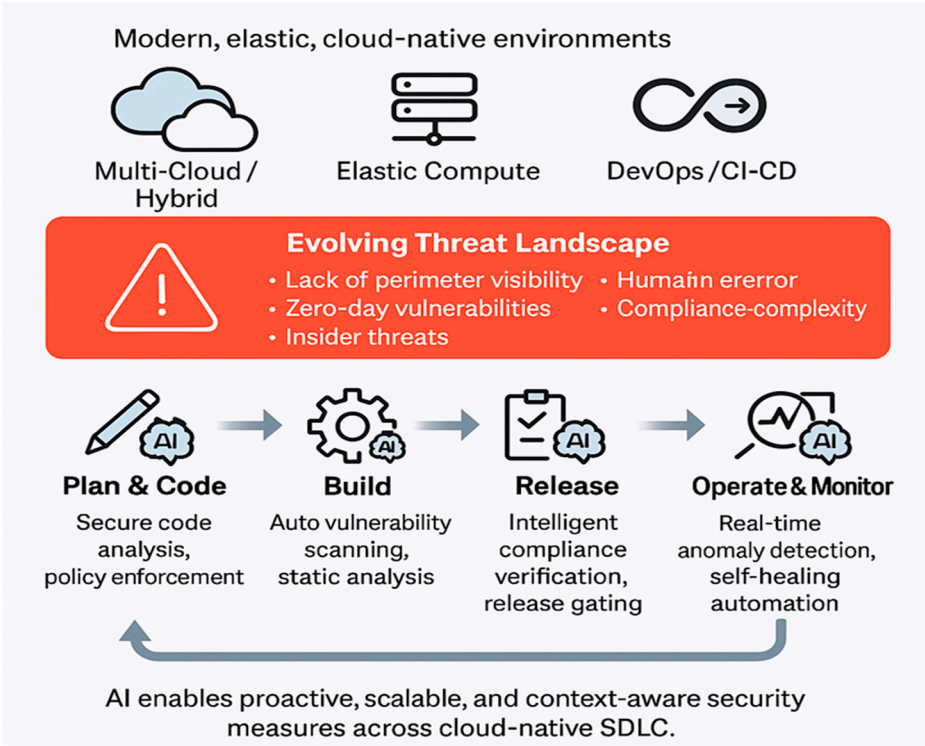 Modern, elastic, cloud-native environments
Multi-Cloud /
Hybrid
Elastic Compute
DevOps / CI-CD
Evolving Threat Landscape
• Lack of perimeter visibility
• Zero-day vulnerabilities
• Insider threats
• Humaiın ererror
• Compliance-complexity
AI
AI
AI
AI
Plan & Code
Secure code
analysis,
policy enforcement
Build
Auto vulnerability
scanning,
static analysis
Release
Intelligent
compliance
verification,
release gating
Operate & Monitor
Real-time
anomaly detection,
self-healing
automation
AI enables proactive, scalable, and context-aware security
measures across cloud-native SDLC.